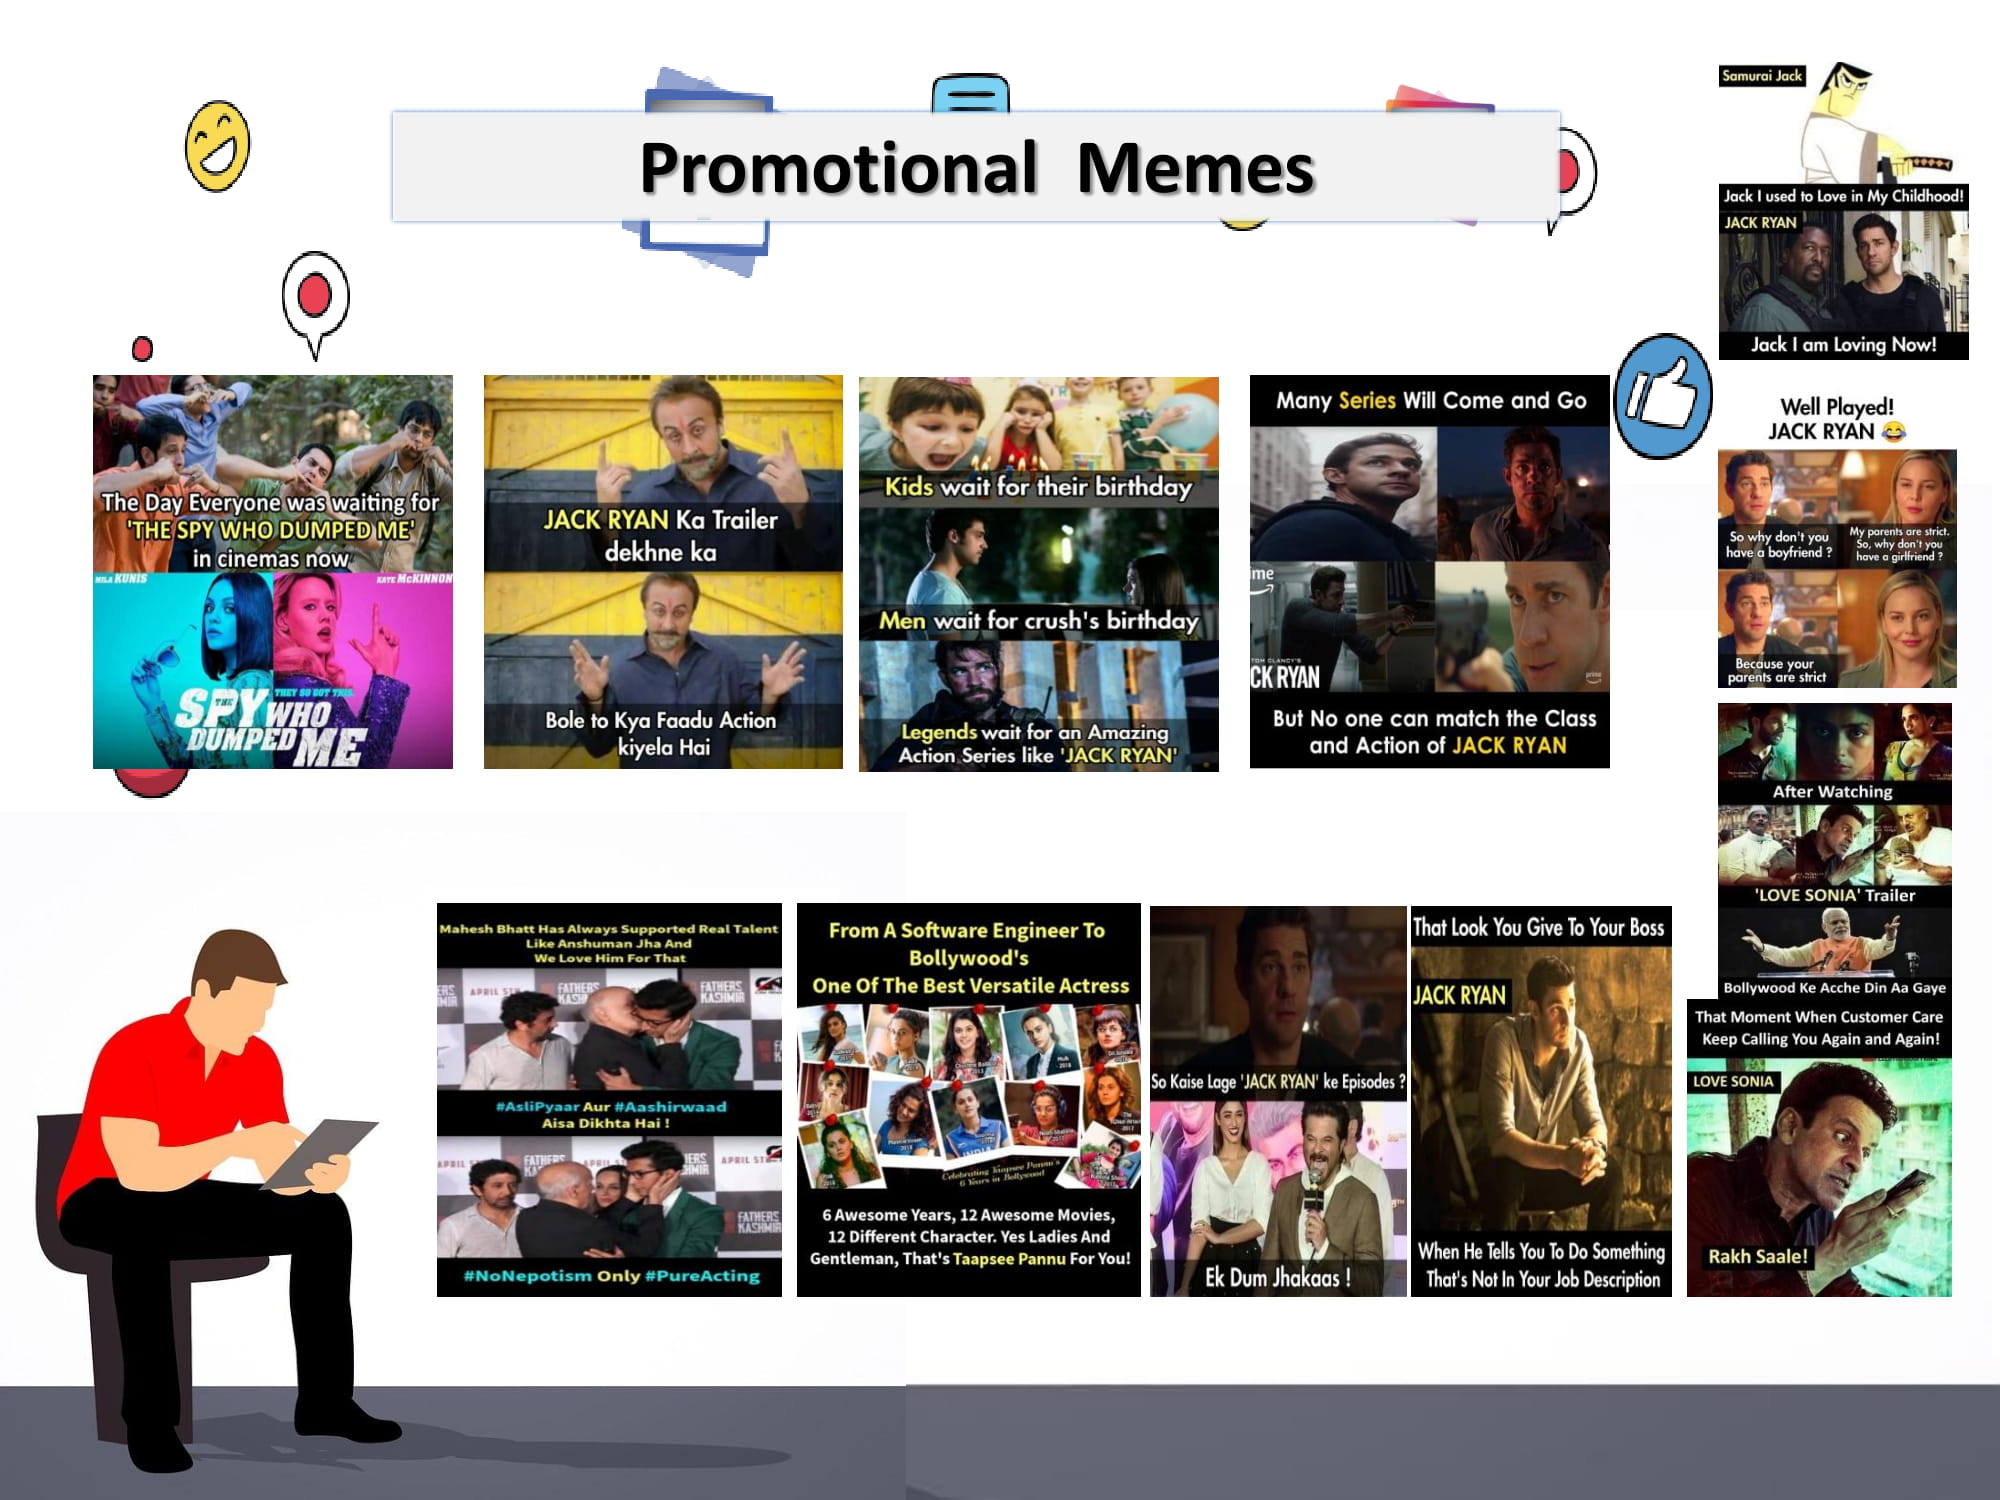 Promotional Memes
Samurai Jack
Jack I used to Love in My Childhood!
JACK RYAN
Jack I am Loving Now!
The Day Everyone was waiting for
'THE SPY WHO DUMPED ME'
in cinemas now
MILA KUNIS
KATE McKINNON
THE SPY WHO DUMPED ME
THEY SO GOT THIS.
JACK RYAN Ka Trailer
dekhne ka
Bole to Kya Faadu Action
kiyela Hai
Kids wait for their birthday
Men wait for crush's birthday
Legends wait for an Amazing
Action Series like 'JACK RYAN'
Many Series Will Come and Go
me
TOM CLANCY'S
CK RYAN
prime
But No one can match the Class
and Action of JACK RYAN
Well Played!
JACK RYAN 😂
So why don't you
have a boyfriend ?
My parents are strict.
So, why don't you
have a girlfriend ?
Because your
parents are strict
After Watching
'LOVE SONIA' Trailer
Bollywood Ke Acche Din Aa Gaye
Mahesh Bhatt Has Always Supported Real Talent
Like Anshuman Jha And
We Love Him For That
APRIL 5TH
FATHERS
KASHMIR
#AsliPyaar Aur #Aashirwaad
Aisa Dikhta Hai !
APRIL 5TH
FATHERS
KASHMIR
#NoNepotism Only #PureActing
From A Software Engineer To
Bollywood's
One Of The Best Versatile Actress
Celebrating Taapsee Pannu's
6 Years in Bollywood
6 Awesome Years, 12 Awesome Movies,
12 Different Character. Yes Ladies And
Gentleman, That's Taapsee Pannu For You!
So Kaise Lage 'JACK RYAN' ke Episodes ?
Ek Dum Jhakaas !
That Look You Give To Your Boss
JACK RYAN
When He Tells You To Do Something
That's Not In Your Job Description
That Moment When Customer Care
Keep Calling You Again and Again!
LOVE SONIA
Rakh Saale!